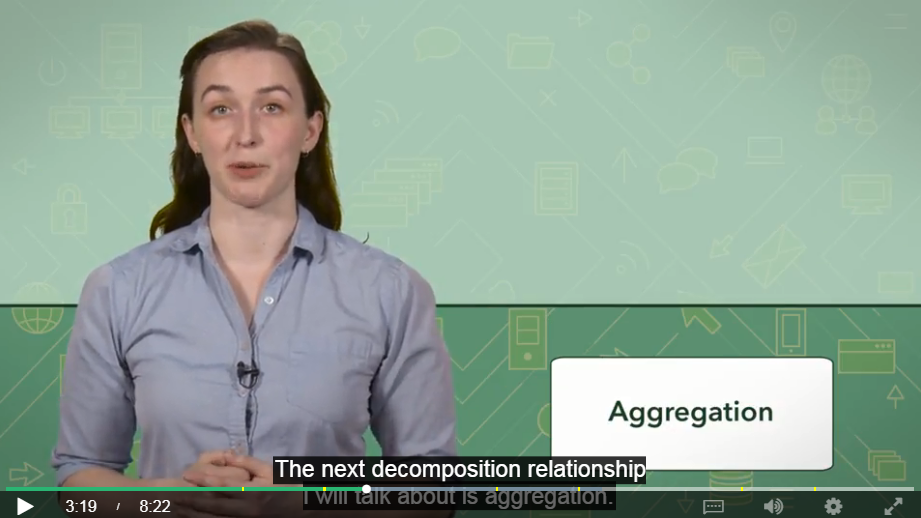 Aggregation
The next decomposition relationship
I will talk about is aggregation.
3:19 / 8:22